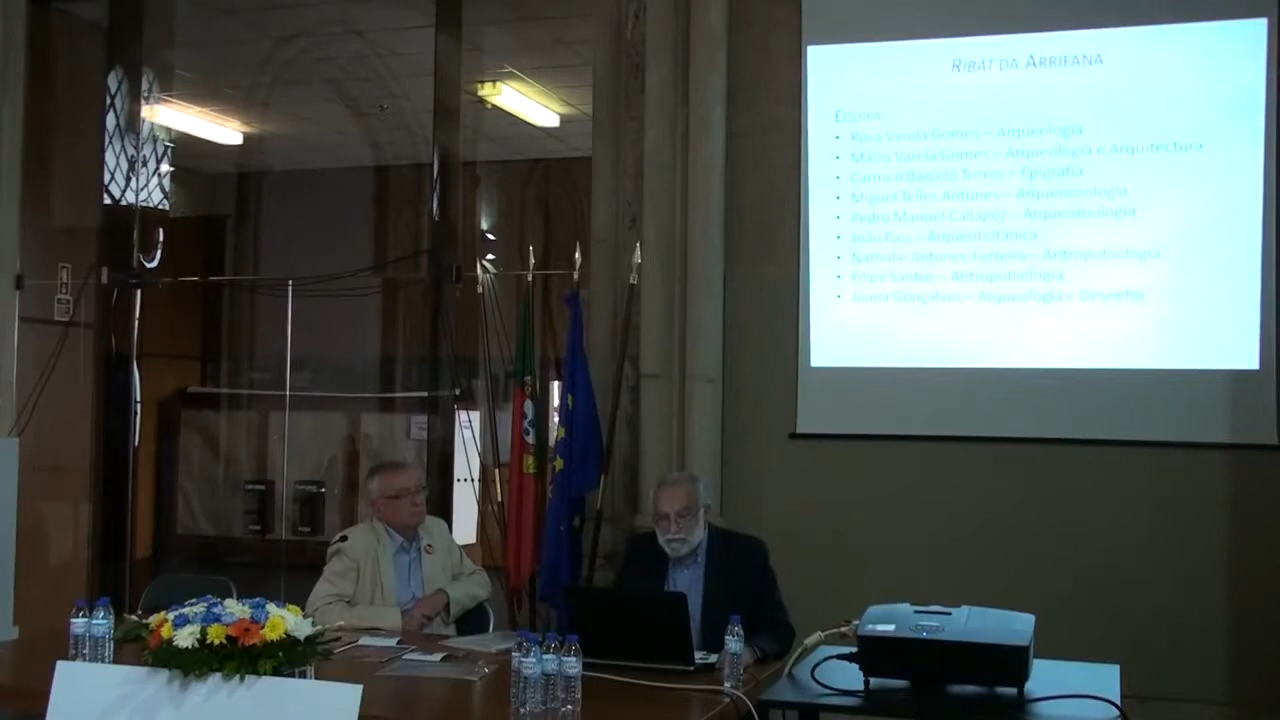 RIBĀT DA ARRIFANA
EQUIPA
• Rosa Varela Gomes – Arqueologia
• Mário Varela Gomes – Arqueologia e Arquitectura
• Carmen Barceló Torres – Epigrafia
• Miguel Telles Antunes – Arqueozoologia
• Pedro Manuel Callapez – Arqueozoologia
• João Pais – Arqueobotânica
• Nathalie Antunes-Ferreira – Antropobiologia
• Filipa Santos – Antropobiologia
• Joana Gonçalves – Arqueologia e Desenho